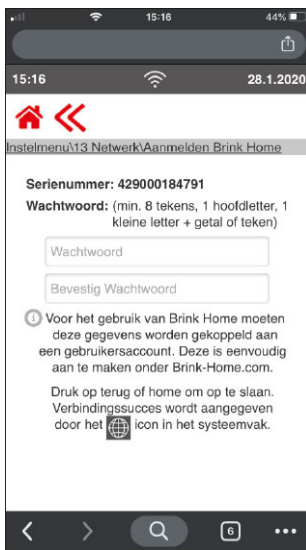 15:16
44%
15:16
28.1.2020
Instelmenu\13 Netwerk\Aanmelden Brink Home
Serienummer: 429000184791
Wachtwoord: (min. 8 tekens, 1 hoofdletter, 1
kleine letter + getal of teken)
Wachtwoord
Bevestig Wachtwoord
Voor het gebruik van Brink Home moeten
deze gegevens worden gekoppeld aan
een gebruikersaccount. Deze is eenvoudig
aan te maken onder Brink-Home.com.
Druk op terug of home om op te slaan.
Verbindingssucces wordt aangegeven
door het icon in het systeemvak.
6